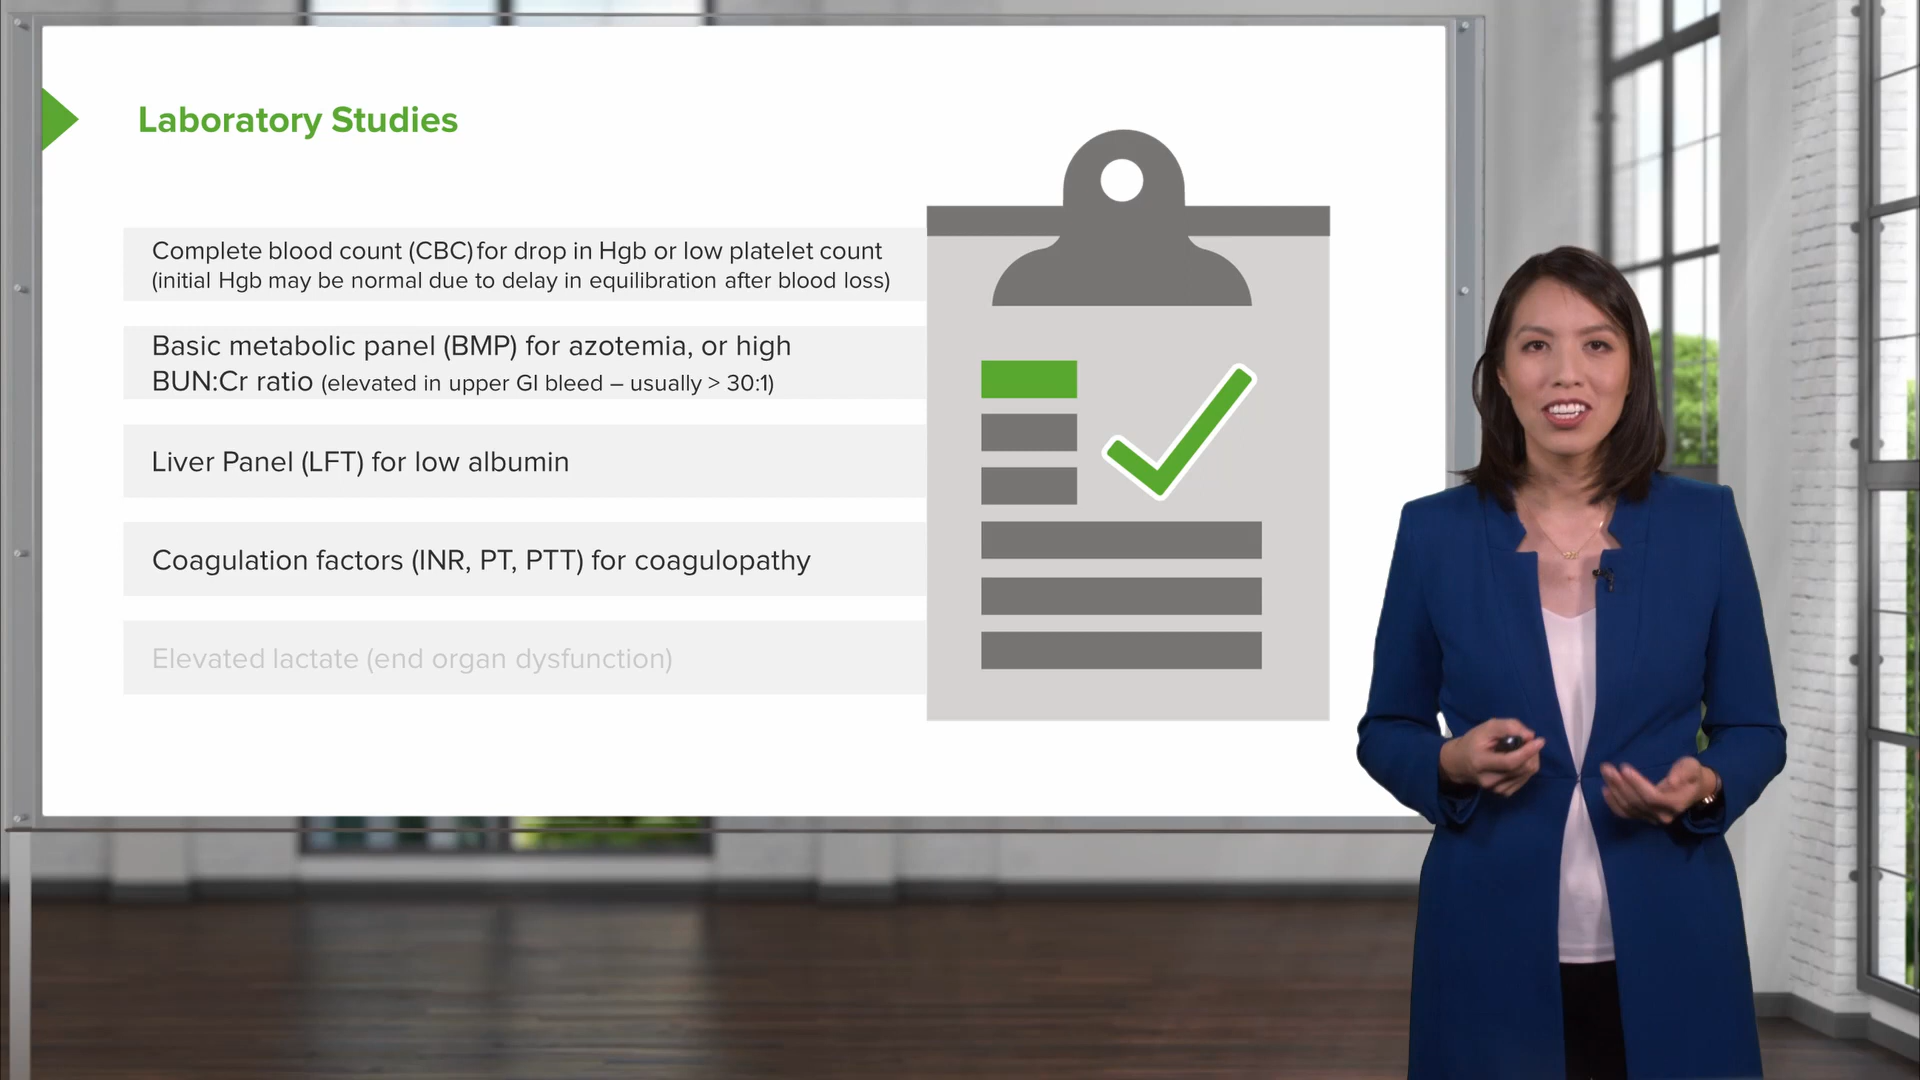 Laboratory Studies
Complete blood count (CBC) for drop in Hgb or low platelet count
(initial Hgb may be normal due to delay in equilibration after blood loss)
Basic metabolic panel (BMP) for azotemia, or high
BUN:Cr ratio (elevated in upper GI bleed – usually > 30:1)
Liver Panel (LFT) for low albumin
Coagulation factors (INR, PT, PTT) for coagulopathy
Elevated lactate (end organ dysfunction)